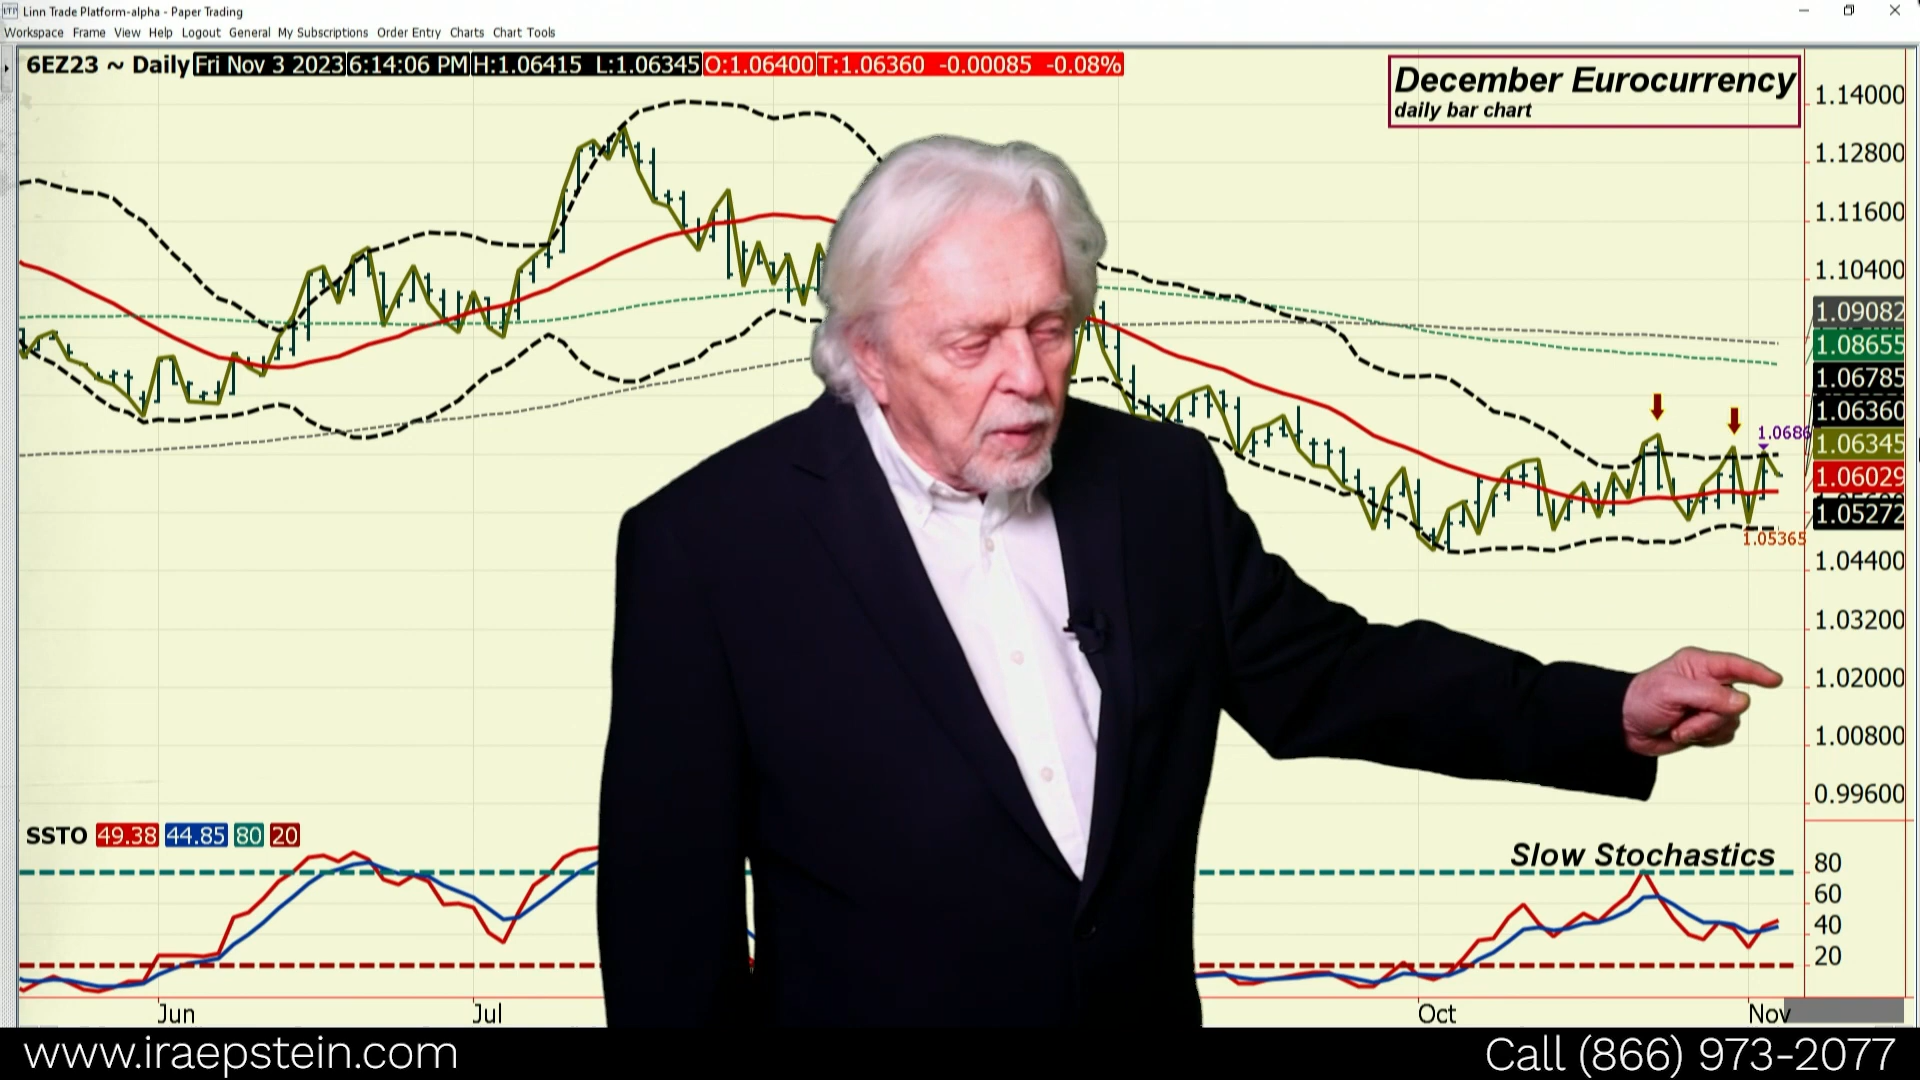 Linn Trade Platform-alpha - Paper Trading
Workspace Frame View Help Logout General My Subscriptions Order Entry Charts Chart Tools
6EZ23 ~ Daily Fri Nov 3 2023 6:14:06 PM H:1.06415 L:1.06345 O:1.06400 T:1.06360 -0.00085 -0.08%
December Eurocurrency
daily bar chart
1.14000
1.12800
1.11600
1.10400
1.09082
1.08655
1.06785
1.06360
1.0686
1.06345
1.06029
1.05272
1.05365
1.04400
1.03200
1.02000
1.00800
0.99600
SSTO 49.38 44.85 80 20
Slow Stochastics
80
60
40
20
Jun Jul Oct Nov
www.iraepstein.com Call (866) 973-2077